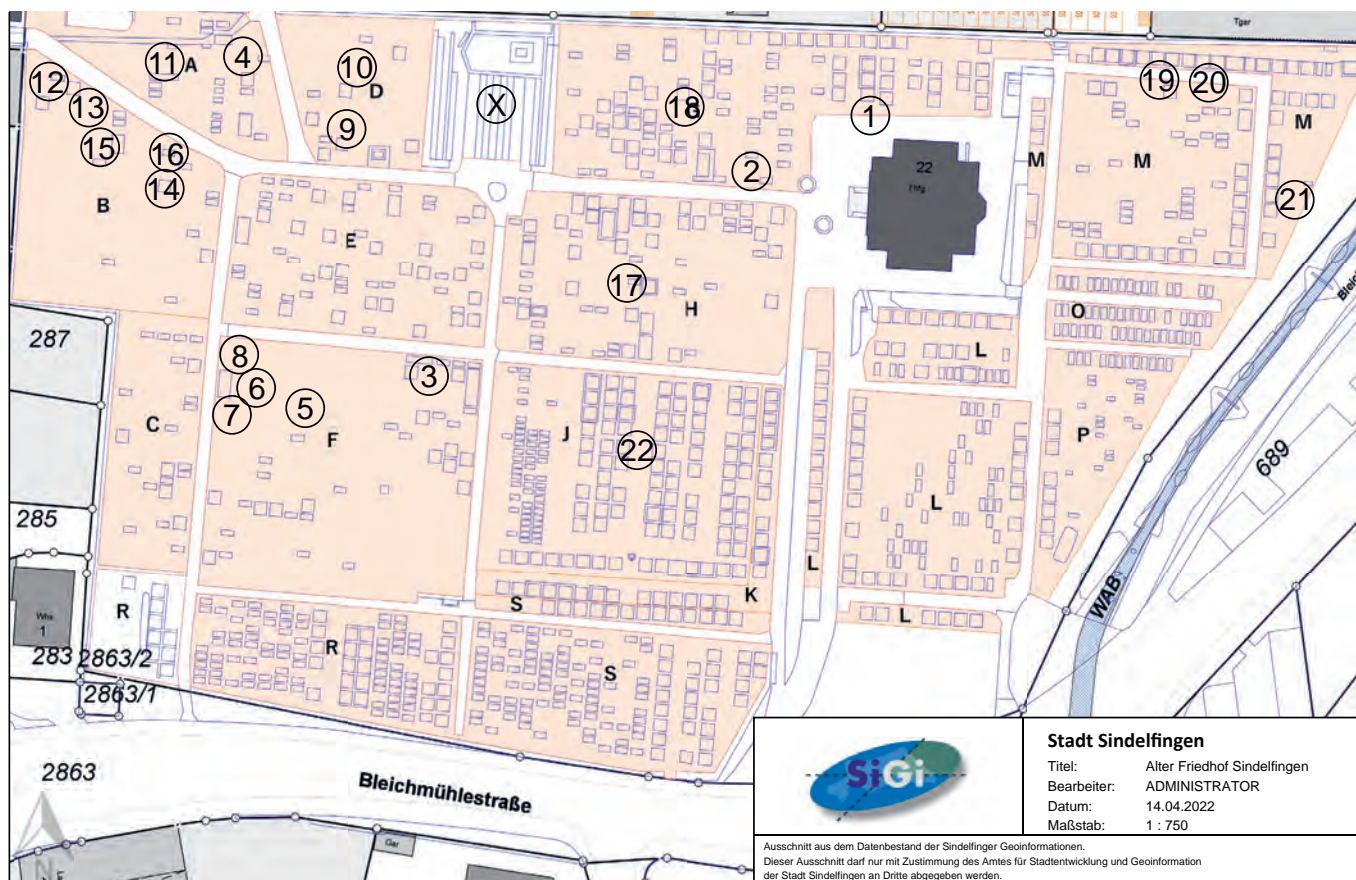 Tgar
12
11
A
4
10
D
X
19
20
13
18
1
M
9
15
16
2
22
M
M
14
21
B
E
17
H
O
287
8
3
L
6
7
5
F
C
J
22
P
689
285
L
WAB
L
K
S
L
Whs
1
R
R
S
283
2863/2
2863/1
2863
Bleichmühlestraße
Gar
N
SiGi
Stadt Sindelfingen
Titel: Alter Friedhof Sindelfingen
Bearbeiter: ADMINISTRATOR
Datum: 14.04.2022
Maßstab: 1 : 750
Ausschnitt aus dem Datenbestand der Sindelfinger Geoinformationen.
Dieser Ausschnitt darf nur mit Zustimmung des Amtes für Stadtentwicklung und Geoinformation
der Stadt Sindelfingen an Dritte abgegeben werden.